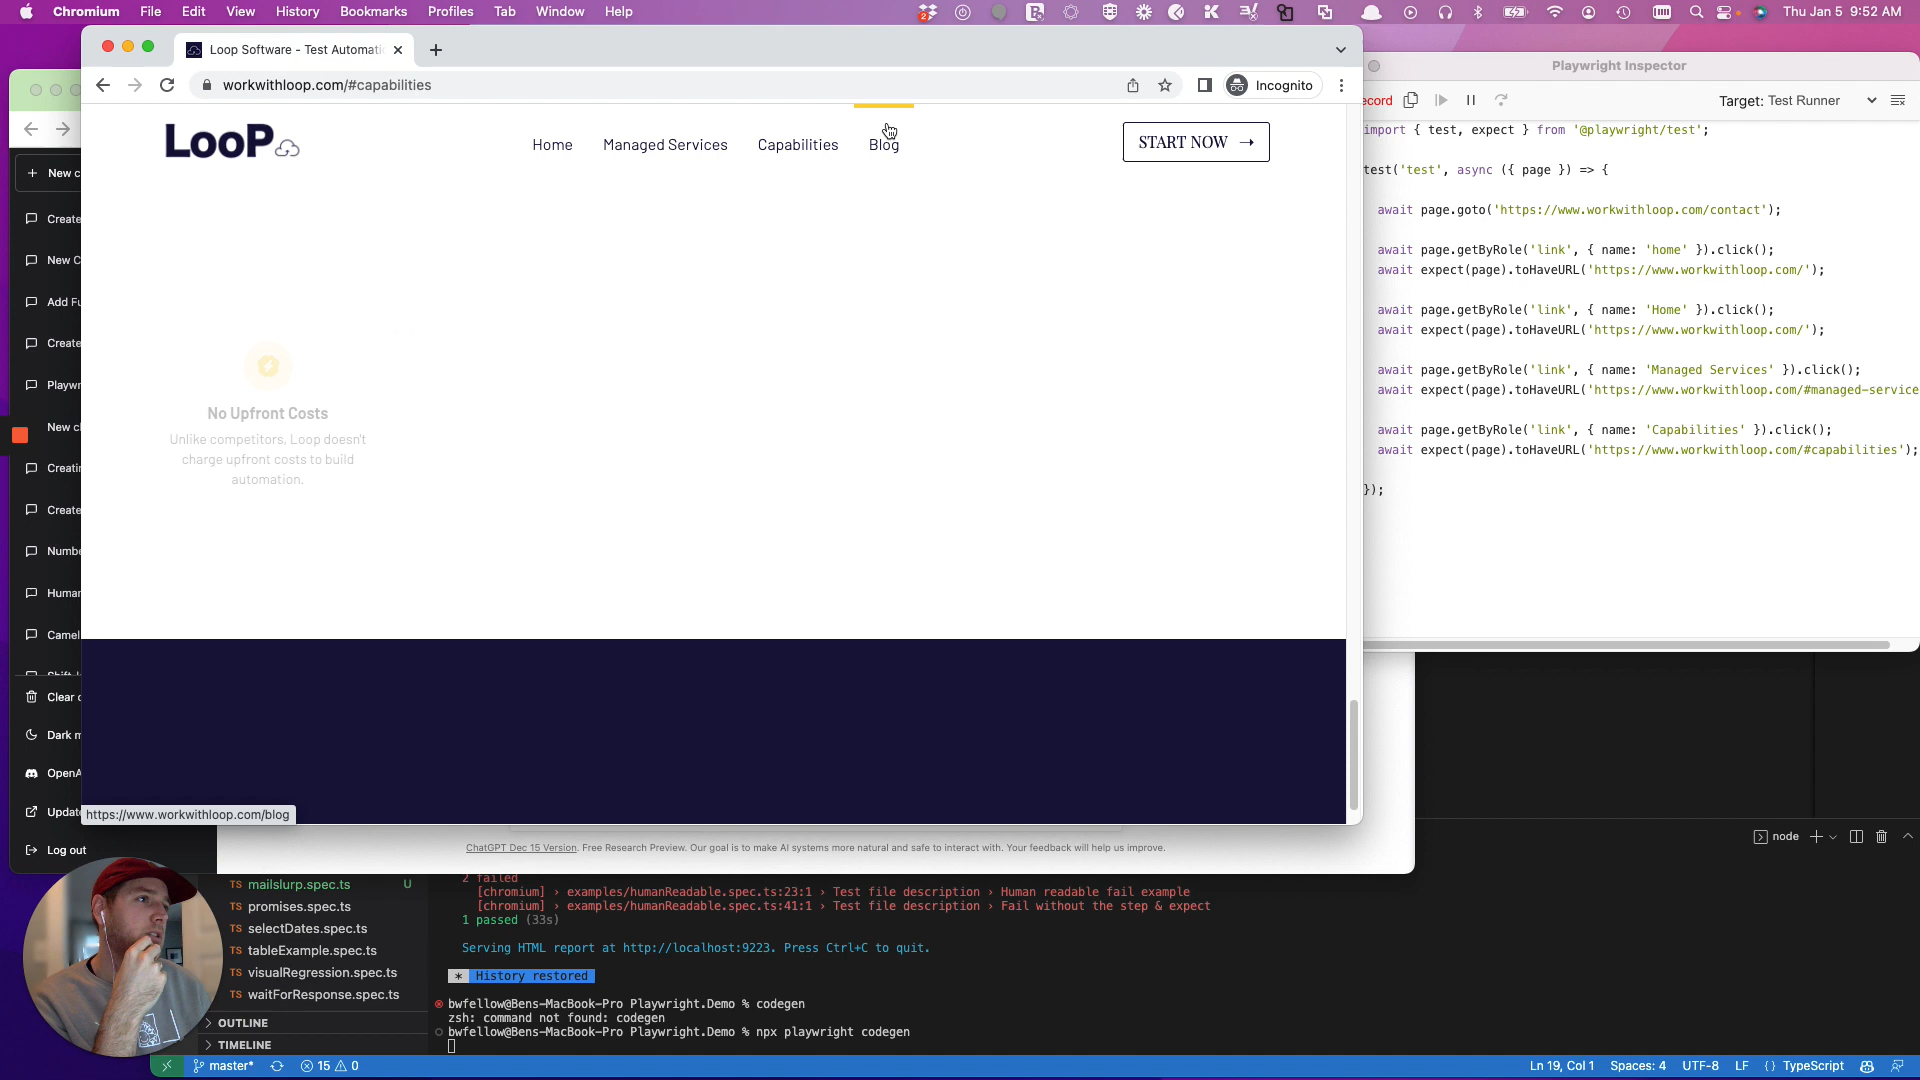 Chromium File Edit View History Bookmarks Profiles Tab Window Help
Thu Jan 5 9:52 AM
Loop Software - Test Automati
workwithloop.com/#capabilities
Incognito
LooP
Home Managed Services Capabilities Blog
START NOW →
No Upfront Costs
Unlike competitors, Loop doesn't
charge upfront costs to build
automation.
https://www.workwithloop.com/blog
Playwright Inspector
ecord
Target: Test Runner
import { test, expect } from '@playwright/test';
test('test', async ({ page }) => {
await page.goto('https://www.workwithloop.com/contact');
await page.getByRole('link', { name: 'home' }).click();
await expect(page).toHaveURL('https://www.workwithloop.com/');
await page.getByRole('link', { name: 'Home' }).click();
await expect(page).toHaveURL('https://www.workwithloop.com/');
await page.getByRole('link', { name: 'Managed Services' }).click();
await expect(page).toHaveURL('https://www.workwithloop.com/#managed-service
await page.getByRole('link', { name: 'Capabilities' }).click();
await expect(page).toHaveURL('https://www.workwithloop.com/#capabilities');
});
+ New c
Create
New C
Add Fu
Create
Playwr
New ch
Creatin
Create
Numbe
Human
Camel
Clear c
Dark m
OpenA
Update
Log out
ChatGPT Dec 15 Version. Free Research Preview. Our goal is to make AI systems more natural and safe to interact with. Your feedback will help us improve.
node
TS mailslurp.spec.ts U
TS promises.spec.ts
TS selectDates.spec.ts
TS tableExample.spec.ts
TS visualRegression.spec.ts
TS waitForResponse.spec.ts
OUTLINE
TIMELINE
2 failed
[chromium] › examples/humanReadable.spec.ts:23:1 › Test file description › Human readable fail example
[chromium] › examples/humanReadable.spec.ts:41:1 › Test file description › Fail without the step & expect
1 passed (33s)
Serving HTML report at http://localhost:9223. Press Ctrl+C to quit.
* History restored
bwfellow@Bens-MacBook-Pro Playwright.Demo % codegen
zsh: command not found: codegen
bwfellow@Bens-MacBook-Pro Playwright.Demo % npx playwright codegen
master* 15 0
Ln 19, Col 1 Spaces: 4 UTF-8 LF { } TypeScript